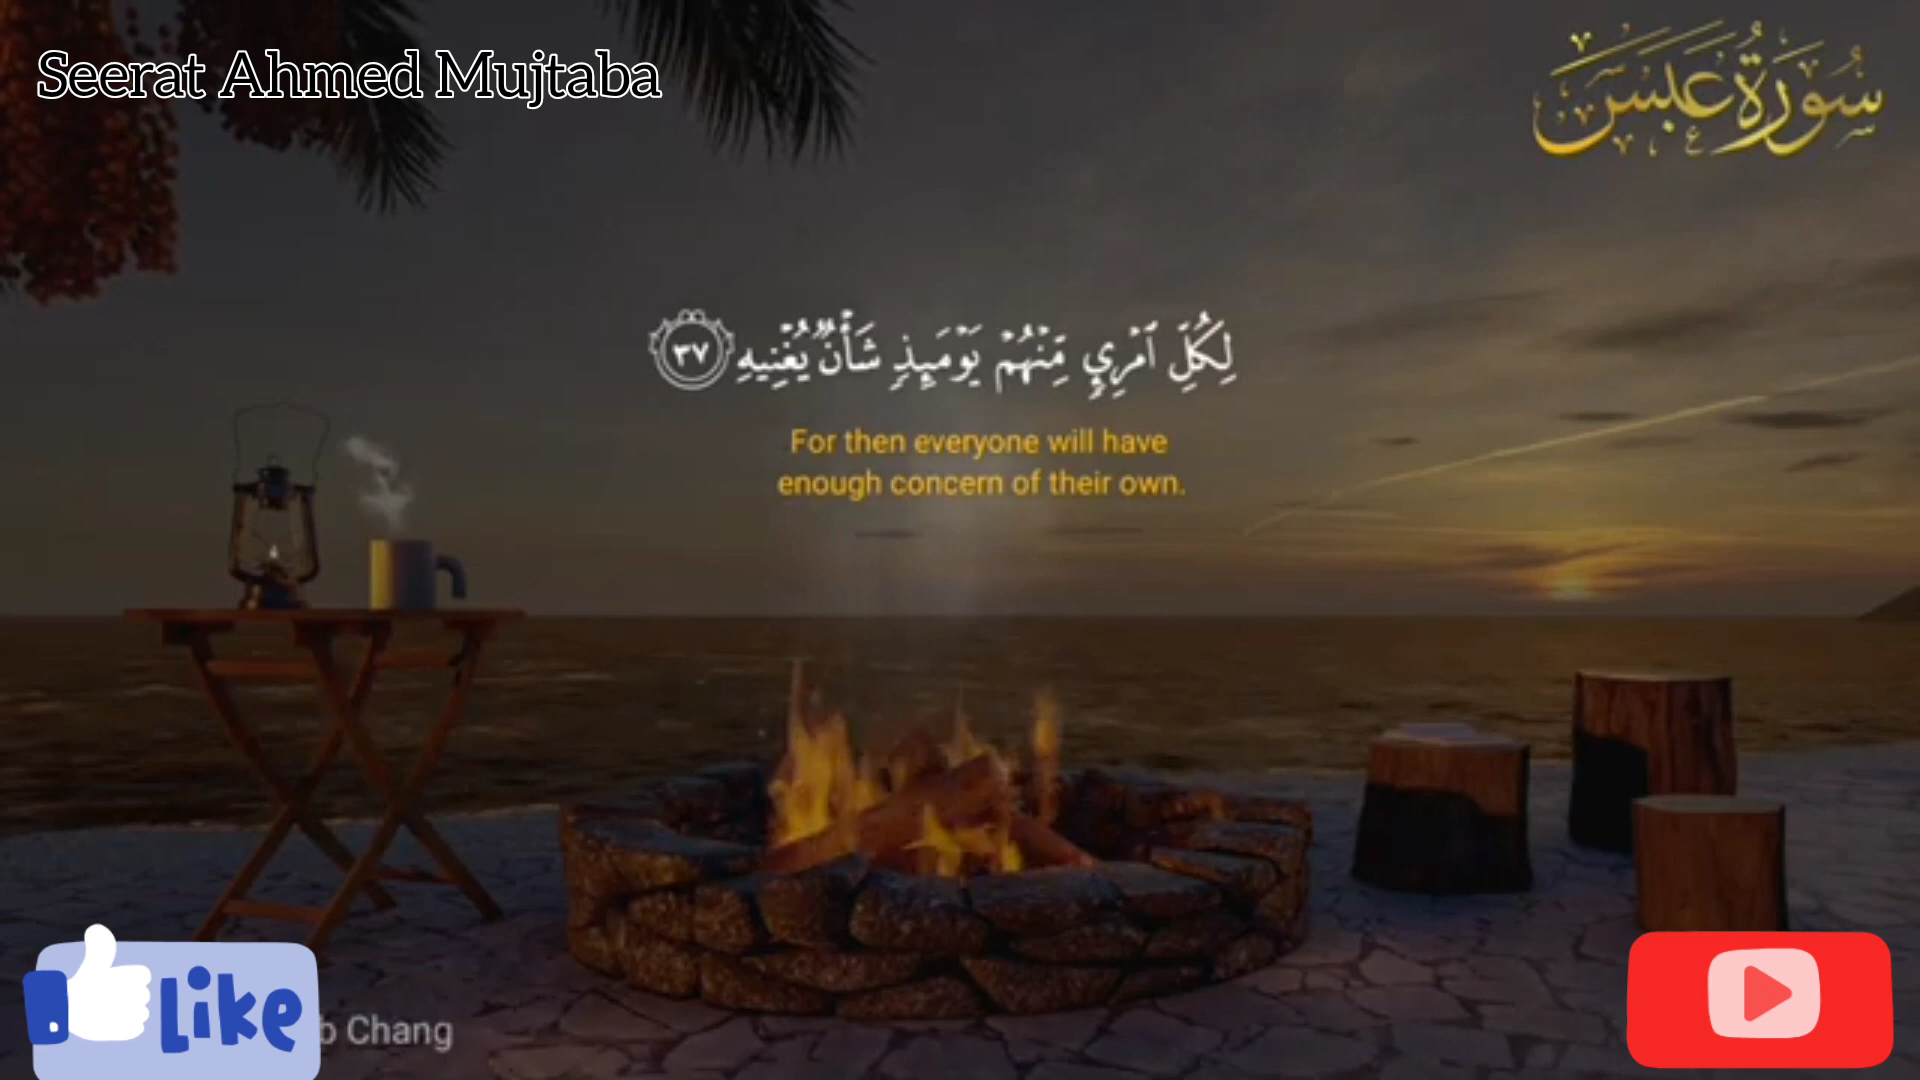 Seerat Ahmed Mujtaba
سُورَةُ عَبَسَ
لِكُلِّ ٱمْرِئٍ مِّنْهُمْ يَوْمَئِذٍ شَأْنٌ يُغْنِيهِ ٣٧
For then everyone will have
enough concern of their own.
Like
b Chang